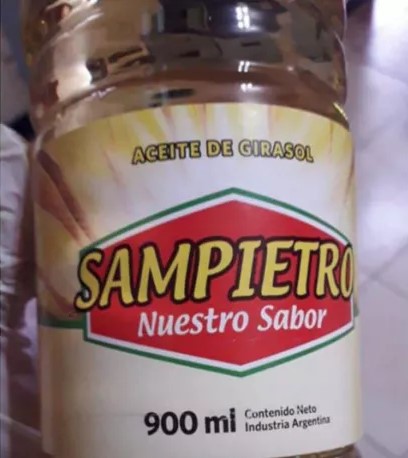 ACEITE DE GIRASOL
SAMPIETRO
Nuestro Sabor
900 ml Contenido Neto
Industria Argentina